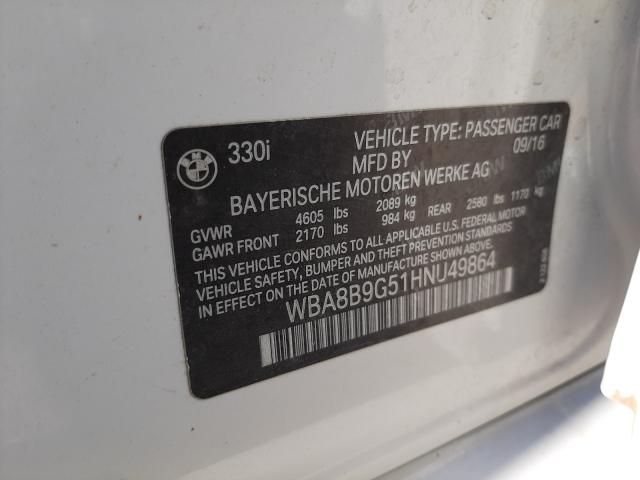 BMW
330i
VEHICLE TYPE: PASSENGER CAR
MFD BY 09/16
BAYERISCHE MOTOREN WERKE AG
GVWR 4605 lbs 2089 kg
GAWR FRONT 2170 lbs 984 kg REAR 2580 lbs 1170 kg
THIS VEHICLE CONFORMS TO ALL APPLICABLE U.S. FEDERAL MOTOR
VEHICLE SAFETY, BUMPER AND THEFT PREVENTION STANDARDS
IN EFFECT ON THE DATE OF MANUFACTURE SHOWN ABOVE.
WBA8B9G51HNU49864